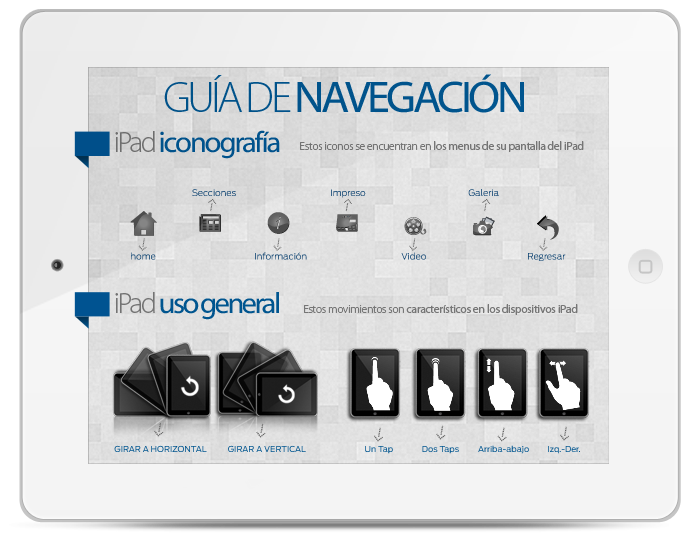 GUÍA DE NAVEGACIÓN
iPad iconografía
Estos iconos se encuentran en los menus de su pantalla del iPad
Secciones
Impreso
Galeria
home
Información
Video
Regresar
iPad uso general
Estos movimientos son característicos en los dispositivos iPad
GIRAR A HORIZONTAL
GIRAR A VERTICAL
Un Tap
Dos Taps
Arriba-abajo
Izq.-Der.